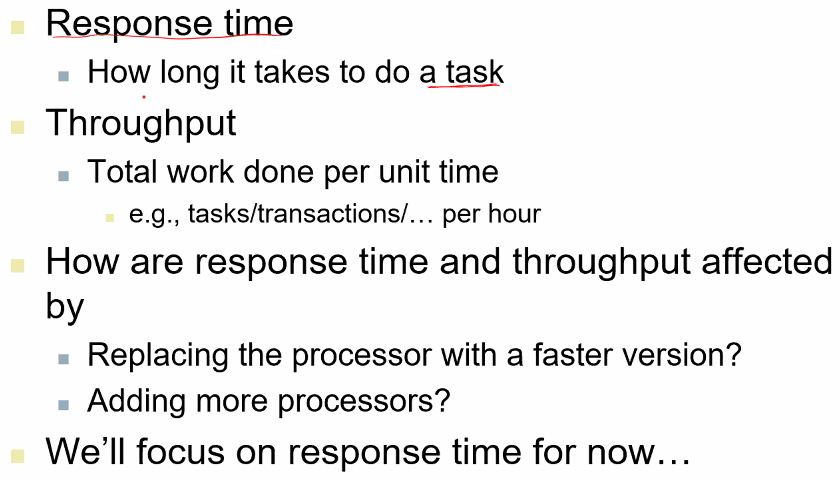 Response time
How long it takes to do a task
Throughput
Total work done per unit time
e.g., tasks/transactions/… per hour
How are response time and throughput affected
by
Replacing the processor with a faster version?
Adding more processors?
We’ll focus on response time for now…